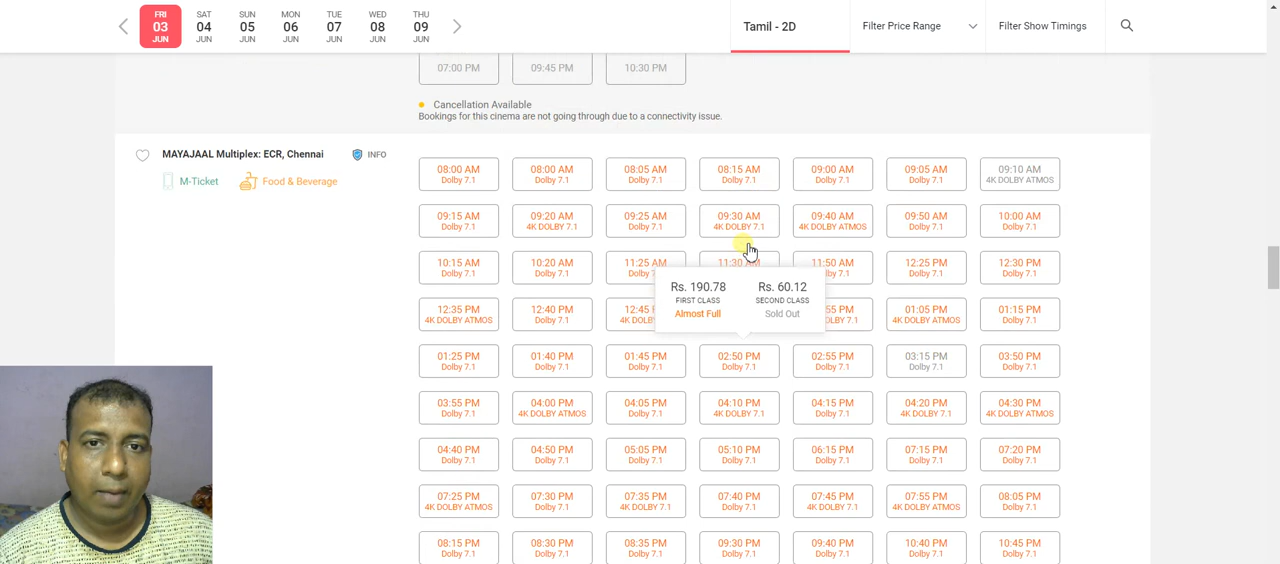 FRI SAT SUN MON TUE WED THU
03 04 05 06 07 08 09
JUN JUN JUN JUN JUN JUN JUN
Tamil - 2D Filter Price Range Filter Show Timings
07:00 PM 09:45 PM 10:30 PM
Cancellation Available
Bookings for this cinema are not going through due to a connectivity issue.
MAYAJAAL Multiplex: ECR, Chennai INFO
M-Ticket Food & Beverage
08:00 AM 08:00 AM 08:05 AM 08:15 AM 09:00 AM 09:05 AM 09:10 AM
Dolby 7.1 Dolby 7.1 Dolby 7.1 Dolby 7.1 Dolby 7.1 Dolby 7.1 4K DOLBY ATMOS
09:15 AM 09:20 AM 09:25 AM 09:30 AM 09:40 AM 09:50 AM 10:00 AM
Dolby 7.1 4K DOLBY 7.1 Dolby 7.1 4K DOLBY 7.1 4K DOLBY ATMOS Dolby 7.1 Dolby 7.1
10:15 AM 10:20 AM 11:25 AM 11:30 AM 11:50 AM 12:25 PM 12:30 PM
Dolby 7.1 Dolby 7.1 Dolby 7.1 Dolby 7.1 Dolby 7.1
Rs. 190.78 Rs. 60.12
FIRST CLASS SECOND CLASS
Almost Full Sold Out
12:35 PM 12:40 PM 12:45 PM 01:05 PM 01:15 PM
4K DOLBY ATMOS Dolby 7.1 4K DOLBY 4K DOLBY ATMOS Dolby 7.1
01:25 PM 01:40 PM 01:45 PM 02:50 PM 02:55 PM 03:15 PM 03:50 PM
Dolby 7.1 Dolby 7.1 Dolby 7.1 Dolby 7.1 Dolby 7.1 Dolby 7.1 Dolby 7.1
03:55 PM 04:00 PM 04:05 PM 04:10 PM 04:15 PM 04:20 PM 04:30 PM
Dolby 7.1 4K DOLBY ATMOS Dolby 7.1 4K DOLBY 7.1 Dolby 7.1 Dolby 7.1 4K DOLBY ATMOS
04:40 PM 04:50 PM 05:05 PM 05:10 PM 06:15 PM 07:15 PM 07:20 PM
Dolby 7.1 Dolby 7.1 Dolby 7.1 Dolby 7.1 Dolby 7.1 Dolby 7.1 Dolby 7.1
07:25 PM 07:30 PM 07:35 PM 07:40 PM 07:45 PM 07:55 PM 08:05 PM
4K DOLBY ATMOS Dolby 7.1 Dolby 7.1 Dolby 7.1 4K DOLBY 7.1 4K DOLBY ATMOS Dolby 7.1
08:15 PM 08:30 PM 08:35 PM 09:30 PM 09:40 PM 10:40 PM 10:45 PM
Dolby 7.1 Dolby 7.1 Dolby 7.1 Dolby 7.1 Dolby 7.1 Dolby 7.1 Dolby 7.1